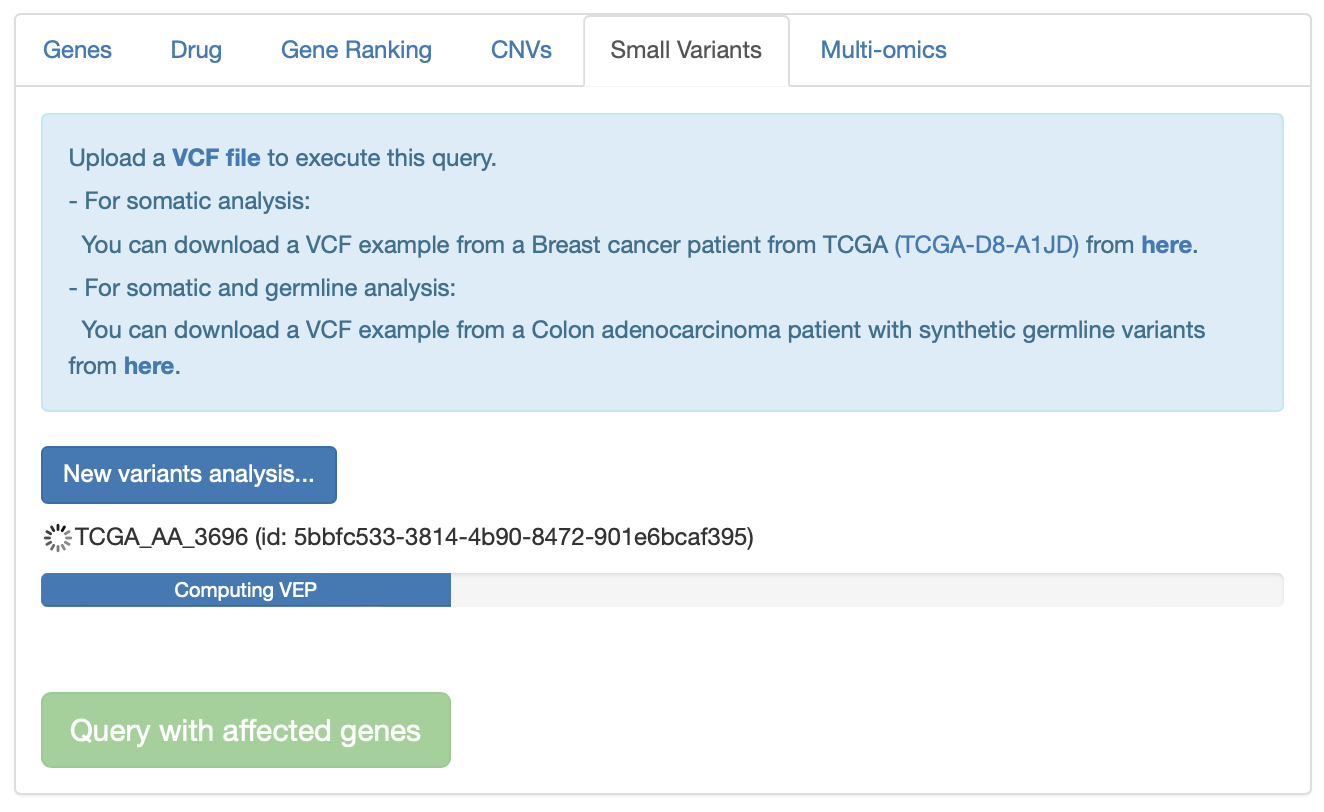 Genes Drug Gene Ranking CNVs Small Variants Multi-omics
Upload a VCF file to execute this query.
- For somatic analysis:
You can download a VCF example from a Breast cancer patient from TCGA (TCGA-D8-A1JD) from here.
- For somatic and germline analysis:
You can download a VCF example from a Colon adenocarcinoma patient with synthetic germline variants
from here.
New variants analysis...
TCGA_AA_3696 (id: 5bbfc533-3814-4b90-8472-901e6bcaf395)
Computing VEP
Query with affected genes